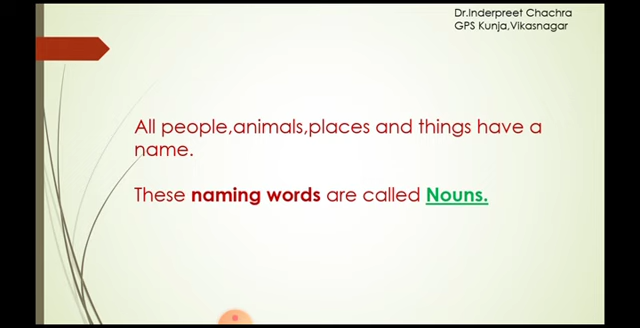 Dr.Inderpreet Chachra
GPS Kunja,Vikasnagar
All people,animals,places and things have a
name.
These naming words are called Nouns.